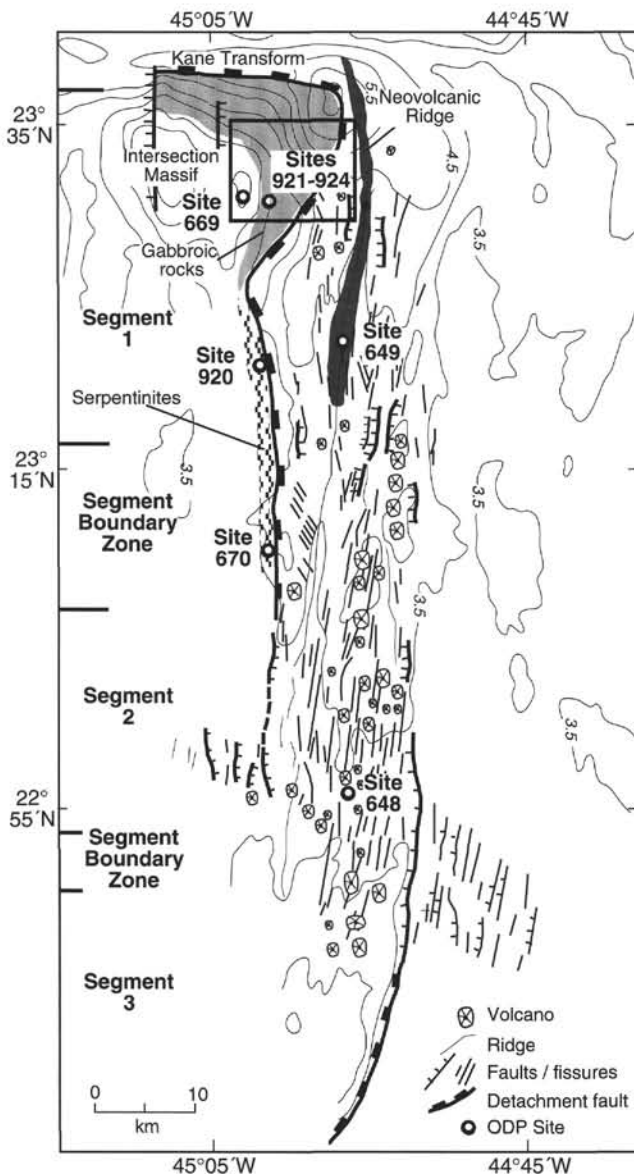 45°05′W
44°45′W
Kane Transform
23°
35′N
5.5
Neovolcanic
Ridge
4.5
Intersection
Massif
Sites
921-924
Site
669
3.5
Gabbroic
rocks
Segment
1
Site
649
Site
920
Serpentinites
3.5
23°
15′N
3.5
Segment
Boundary
Zone
Site
670
3.5
Segment
2
3.5
Site
648
22°
55′N
Segment
Boundary
Zone
Segment
3
Volcano
Ridge
Faults / fissures
Detachment fault
ODP Site
0 10
km
45°05′W
44°45′W